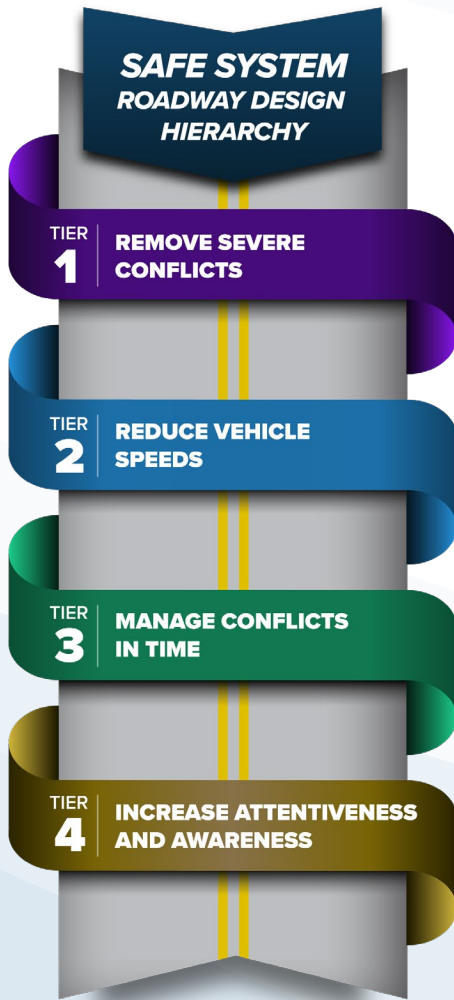 SAFE SYSTEM
ROADWAY DESIGN
HIERARCHY
TIER
1
REMOVE SEVERE
CONFLICTS
TIER
2
REDUCE VEHICLE
SPEEDS
TIER
3
MANAGE CONFLICTS
IN TIME
TIER
4
INCREASE ATTENTIVENESS
AND AWARENESS